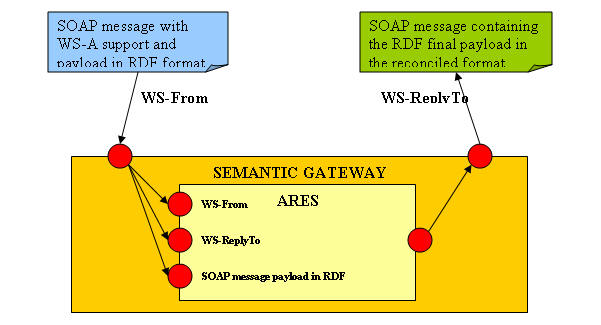 SOAP message with
WS-A support and
payload in RDF format
SOAP message containing
the RDF final payload in
the reconciled format
WS-From
WS-ReplyTo
SEMANTIC GATEWAY
ARES
WS-From
WS-ReplyTo
SOAP message payload in RDF